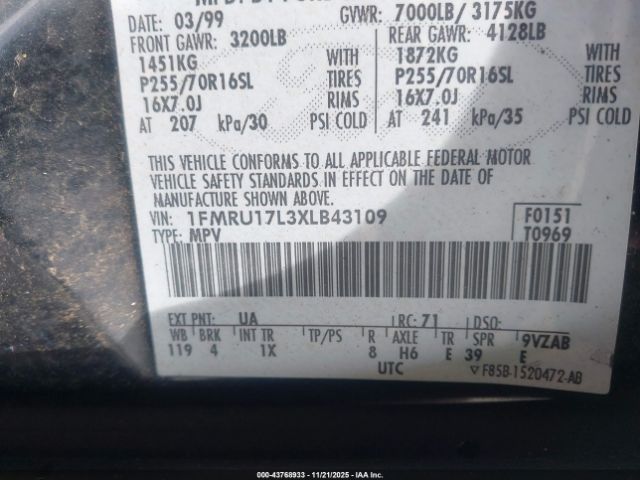 DATE: 03/99 GVWR: 7000LB/ 3175KG
FRONT GAWR: 3200LB REAR GAWR: 4128LB
1451KG WITH 1872KG WITH
P255/70R16SL TIRES P255/70R16SL TIRES
16X7.0J RIMS 16X7.0J RIMS
AT 207 kPa/30 PSI COLD AT 241 kPa/35 PSI COLD
THIS VEHICLE CONFORMS TO ALL APPLICABLE FEDERAL MOTOR
VEHICLE SAFETY STANDARDS IN EFFECT ON THE DATE OF
MANUFACTURE SHOWN ABOVE.
VIN: 1FMRU17L3XLB43109 F0151
TYPE: MPV T0969
EXT PNT: UA RC: 71 DSO:
WB BRK INT TR TP/PS R AXLE TR SPR 9VZAB
119 4 1X 8 H6 E 39 E
UTC ▽F85B-1520472-AB
000-43768933 - 11/21/2025 - IAA Inc.